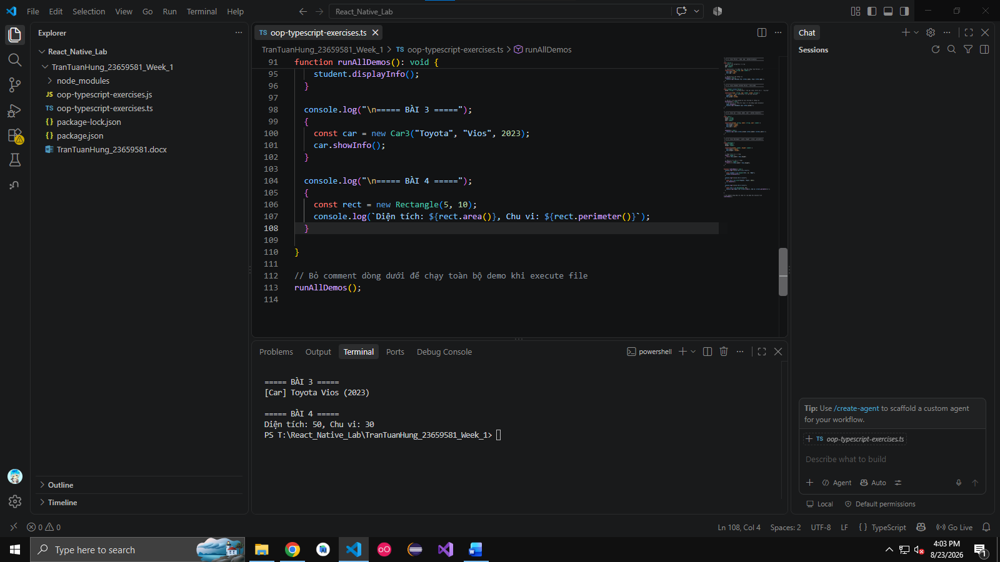 File Edit Selection View Go Run Terminal Help
React_Native_Lab
Explorer
React_Native_Lab
TranTuanHung_23659581_Week_1
node_modules
JS oop-typescript-exercises.js
TS oop-typescript-exercises.ts
{} package-lock.json
{} package.json
TranTuanHung_23659581.docx
Outline
Timeline
TS oop-typescript-exercises.ts
TranTuanHung_23659581_Week_1 > TS oop-typescript-exercises.ts > runAllDemos
91 function runAllDemos(): void {
95 student.displayInfo();
96 }
97
98 console.log("\n===== BÀI 3 =====");
99 {
100 const car = new Car3("Toyota", "Vios", 2023);
101 car.showInfo();
102 }
103
104 console.log("\n===== BÀI 4 =====");
105 {
106 const rect = new Rectangle(5, 10);
107 console.log(`Diện tích: ${rect.area()}, Chu vi: ${rect.perimeter()}`);
108 }
109
110 }
111
112 // Bỏ comment dòng dưới để chạy toàn bộ demo khi execute file
113 runAllDemos();
114
Problems Output Terminal Ports Debug Console
powershell
===== BÀI 3 =====
[Car] Toyota Vios (2023)
===== BÀI 4 =====
Diện tích: 50, Chu vi: 30
PS T:\React_Native_Lab\TranTuanHung_23659581_Week_1>
Chat
Sessions
Tip: Use /create-agent to scaffold a custom agent
for your workflow.
TS oop-typescript-exercises.ts
Describe what to build
Agent Auto
Local Default permissions
0 0
Ln 108, Col 4 Spaces: 2 UTF-8 LF {} TypeScript Go Live
Type here to search
4:03 PM
8/23/2026
1